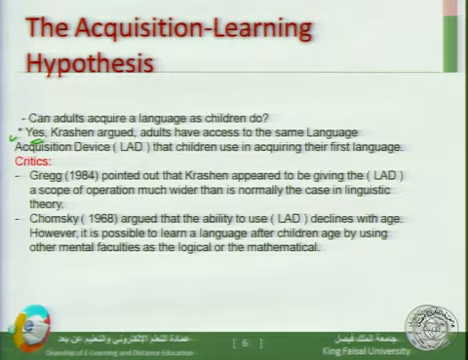 The Acquisition-Learning
Hypothesis
- Can adults acquire a language as children do?
* Yes, Krashen argued, adults have access to the same Language
Acquisition Device ( LAD ) that children use in acquiring their first language.
Critics:
- Gregg (1984) pointed out that Krashen appeared to be giving the ( LAD )
a scope of operation much wider than is normally the case in linguistic
theory.
- Chomsky ( 1968) argued that the ability to use ( LAD ) declines with age.
However, it is possible to learn a language after children age by using
other mental faculties as the logical or the mathematical.
عمادة التعلم الإلكتروني والتعليم عن بعد
Deanship of E-Learning and Distance Education
[ 6 ]
جامعة الملك فيصل
King Faisal University